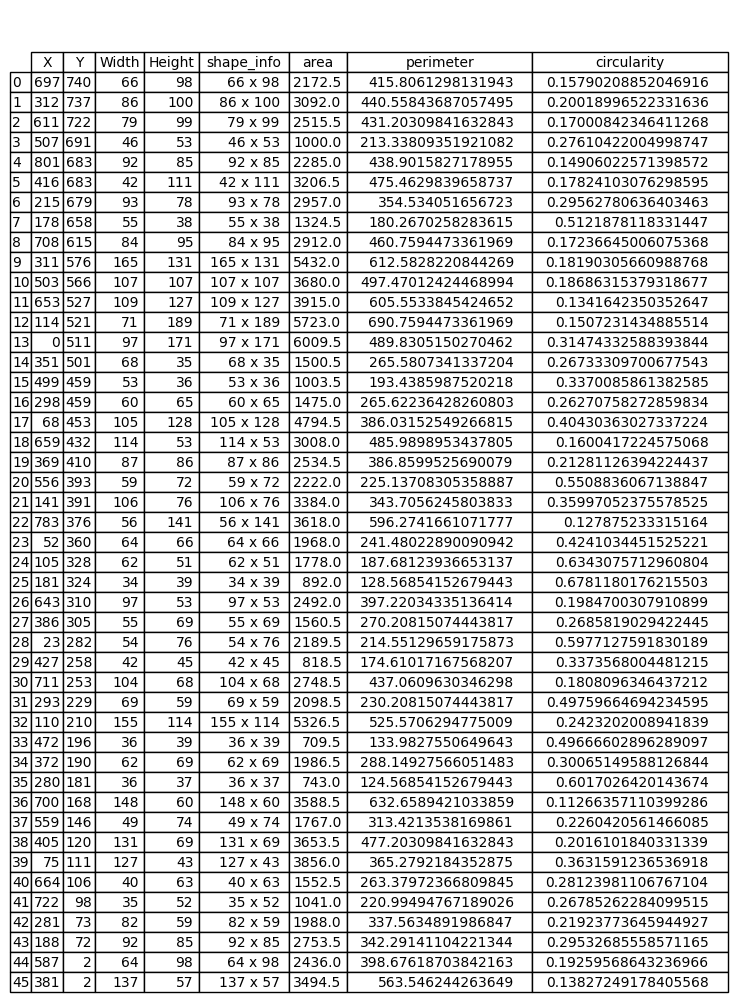 X Y Width Height shape_info area perimeter circularity
0 697 740 66 98 66 x 98 2172.5 415.8061298131943 0.15790208852046916
1 312 737 86 100 86 x 100 3092.0 440.55843687057495 0.20018996522331636
2 611 722 79 99 79 x 99 2515.5 431.20309841632843 0.17000842346411268
3 507 691 46 53 46 x 53 1000.0 213.33809351921082 0.27610422004998747
4 801 683 92 85 92 x 85 2285.0 438.9015827178955 0.14906022571398572
5 416 683 42 111 42 x 111 3206.5 475.4629839658737 0.17824103076298595
6 215 679 93 78 93 x 78 2957.0 354.534051656723 0.29562780636403463
7 178 658 55 38 55 x 38 1324.5 180.2670258283615 0.5121878118331447
8 708 615 84 95 84 x 95 2912.0 460.7594473361969 0.17236645006075368
9 311 576 165 131 165 x 131 5432.0 612.5828220844269 0.18190305660988768
10 503 566 107 107 107 x 107 3680.0 497.47012424468994 0.18686315379318677
11 653 527 109 127 109 x 127 3915.0 605.5533845424652 0.1341642350352647
12 114 521 71 189 71 x 189 5723.0 690.7594473361969 0.1507231434885514
13 0 511 97 171 97 x 171 6009.5 489.8305150270462 0.31474332588393844
14 351 501 68 35 68 x 35 1500.5 265.5807341337204 0.26733309700677543
15 499 459 53 36 53 x 36 1003.5 193.4385987520218 0.3370085861382585
16 298 459 60 65 60 x 65 1475.0 265.62236428260803 0.26270758272859834
17 68 453 105 128 105 x 128 4794.5 386.03152549266815 0.40430363027337224
18 659 432 114 53 114 x 53 3008.0 485.9898953437805 0.1600417224575068
19 369 410 87 86 87 x 86 2534.5 386.8599525690079 0.21281126394224437
20 556 393 59 72 59 x 72 2222.0 225.13708305358887 0.5508836067138847
21 141 391 106 76 106 x 76 3384.0 343.7056245803833 0.35997052375578525
22 783 376 56 141 56 x 141 3618.0 596.2741661071777 0.127875233315164
23 52 360 64 66 64 x 66 1968.0 241.48022890090942 0.4241034451525221
24 105 328 62 51 62 x 51 1778.0 187.68123936653137 0.6343075712960804
25 181 324 34 39 34 x 39 892.0 128.56854152679443 0.6781180176215503
26 643 310 97 53 97 x 53 2492.0 397.22034335136414 0.1984700307910899
27 386 305 55 69 55 x 69 1560.5 270.20815074443817 0.2685819029422445
28 23 282 54 76 54 x 76 2189.5 214.55129659175873 0.5977127591830189
29 427 258 42 45 42 x 45 818.5 174.61017167568207 0.3373568004481215
30 711 253 104 68 104 x 68 2748.5 437.0609630346298 0.1808096346437212
31 293 229 69 59 69 x 59 2098.5 230.20815074443817 0.49759664694234595
32 110 210 155 114 155 x 114 5326.5 525.5706294775009 0.2423202008941839
33 472 196 36 39 36 x 39 709.5 133.9827550649643 0.49666602896289097
34 372 190 62 69 62 x 69 1986.5 288.14927566051483 0.30065149588126844
35 280 181 36 37 36 x 37 743.0 124.56854152679443 0.6017026420143674
36 700 168 148 60 148 x 60 3588.5 632.6589421033859 0.11266357110399286
37 559 146 49 74 49 x 74 1767.0 313.4213538169861 0.2260420561466085
38 405 120 131 69 131 x 69 3653.5 477.20309841632843 0.2016101840331339
39 75 111 127 43 127 x 43 3856.0 365.2792184352875 0.3631591236536918
40 664 106 40 63 40 x 63 1552.5 263.37972366809845 0.28123981106767104
41 722 98 35 52 35 x 52 1041.0 220.99494767189026 0.26785262284099515
42 281 73 82 59 82 x 59 1988.0 337.5634891986847 0.21923773645944927
43 188 72 92 85 92 x 85 2753.5 342.29141104221344 0.29532685558571165
44 587 2 64 98 64 x 98 2436.0 398.67618703842163 0.19259568643236966
45 381 2 137 57 137 x 57 3494.5 563.546244263649 0.13827249178405568